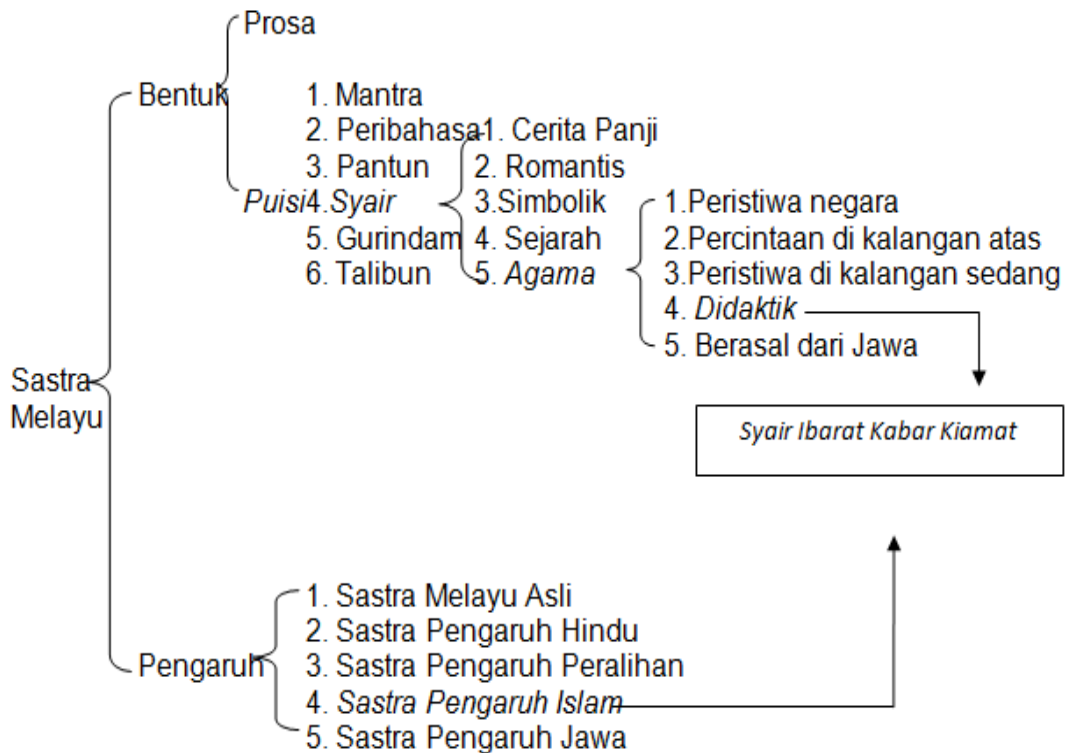 Prosa
Bentuk 1. Mantra
2. Peribahasa 1. Cerita Panji
3. Pantun 2. Romantis
Puisi 4.Syair 3.Simbolik 1.Peristiwa negara
5. Gurindam 4. Sejarah 2.Percintaan di kalangan atas
6. Talibun 5. Agama 3.Peristiwa di kalangan sedang
4. Didaktik
5. Berasal dari Jawa
Sastra
Melayu
Syair Ibarat Kabar Kiamat
1. Sastra Melayu Asli
2. Sastra Pengaruh Hindu
Pengaruh 3. Sastra Pengaruh Peralihan
4. Sastra Pengaruh Islam
5. Sastra Pengaruh Jawa